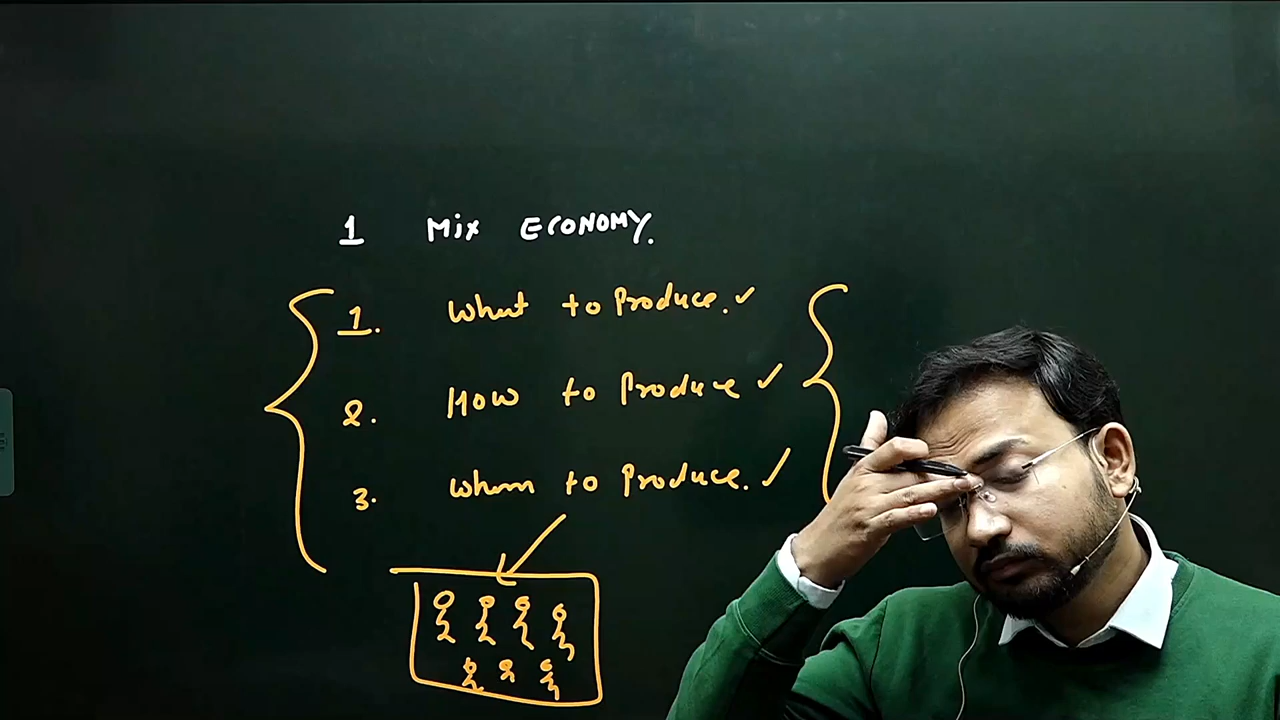 1 Mix ECONOMY.
1. What to Produce. ✓
2. How to Produce ✓
3. Whom to Produce. ✓